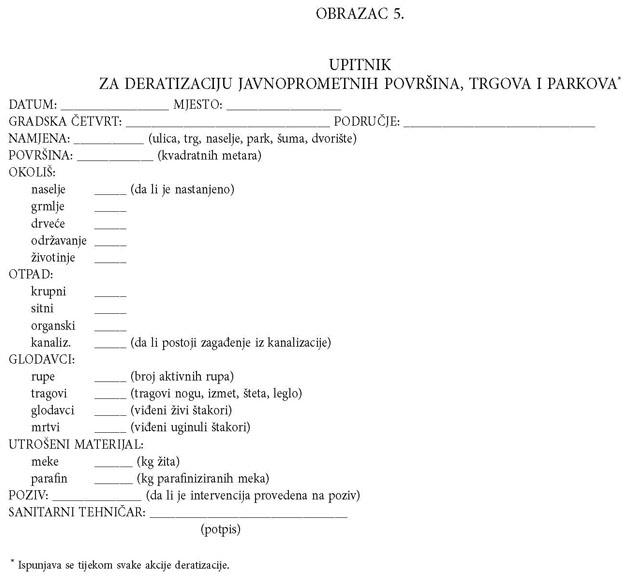 OBRAZAC 5.
UPITNIK
ZA DERATIZACIJU JAVNOPROMETNIH POVRŠINA, TRGOVA I PARKOVA*
DATUM: _________________ MJESTO: __________________
GRADSKA ČETVRT: ________________________________ PODRUČJE: ______________________________
NAMJENA: ___________ (ulica, trg, naselje, park, šuma, dvorište)
POVRŠINA: ____________ (kvadratnih metara)
OKOLIŠ:
naselje _____ (da li je nastanjeno)
grmlje _____
drveće _____
održavanje _____
životinje _____
OTPAD:
krupni _____
sitni _____
organski _____
kanaliz. _____ (da li postoji zagađenje iz kanalizacije)
GLODAVCI:
rupe _____ (broj aktivnih rupa)
tragovi _____ (tragovi nogu, izmet, šteta, leglo)
glodavci _____ (viđeni živi štakori)
mrtvi _____ (viđeni uginuli štakori)
UTROŠENI MATERIJAL:
meke ______ (kg žita)
parafin ______ (kg parafiniziranih meka)
POZIV: ______________ (da li je intervencija provedena na poziv)
SANITARNI TEHNIČAR: _______________________________
(potpis)
* Ispunjava se tijekom svake akcije deratizacije.